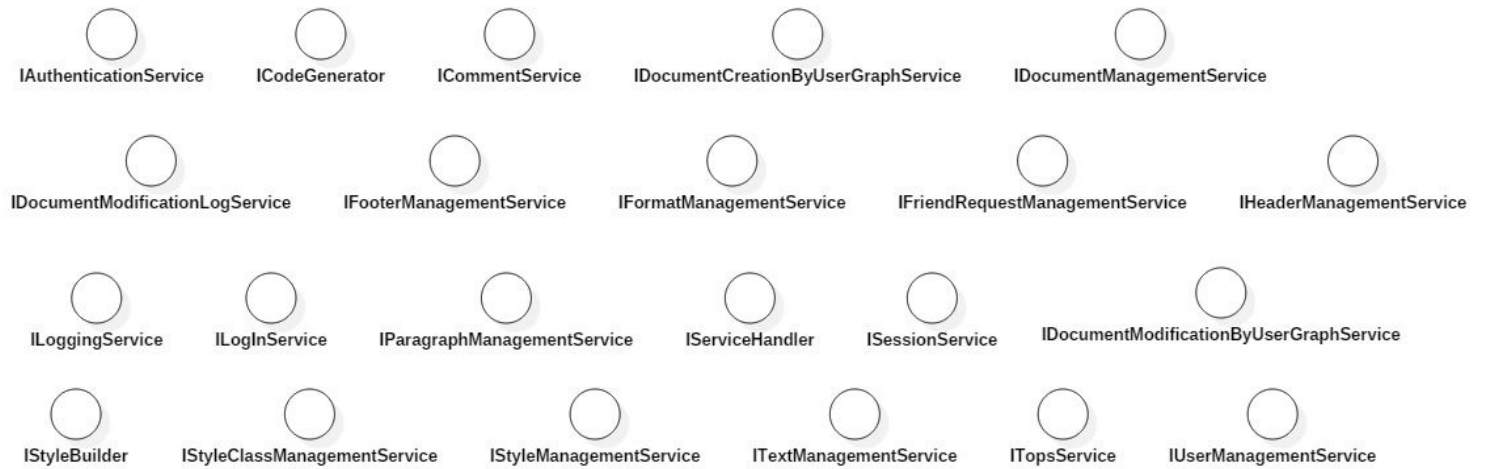 IAuthenticationService ICodeGenerator ICommentService IDocumentCreationByUserGraphService IDocumentManagementService
IDocumentModificationLogService IFooterManagementService IFormatManagementService IFriendRequestManagementService IHeaderManagementService
ILoggingService ILogInService IParagraphManagementService IServiceHandler ISessionService IDocumentModificationByUserGraphService
IStyleBuilder IStyleClassManagementService IStyleManagementService ITextManagementService ITopsService IUserManagementService